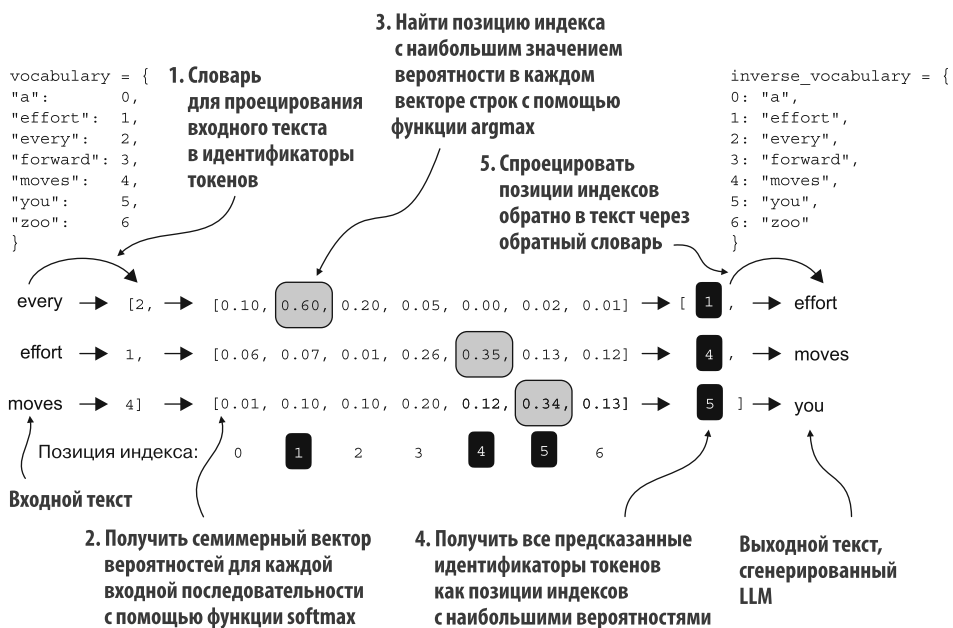 3. Найти позицию индекса
с наибольшим значением
вероятности в каждом
векторе строк с помощью
функции argmax
vocabulary = {
"a": 0,
"effort": 1,
"every": 2,
"forward": 3,
"moves": 4,
"you": 5,
"zoo": 6
}
1. Словарь
для проецирования
входного текста
в идентификаторы
токенов
5. Спроецировать
позиции индексов
обратно в текст через
обратный словарь
inverse_vocabulary = {
0: "a",
1: "effort",
2: "every",
3: "forward",
4: "moves",
5: "you",
6: "zoo"
}
every [2, [0.10, 0.60, 0.20, 0.05, 0.00, 0.02, 0.01] [ 1 , effort
effort 1, [0.06, 0.07, 0.01, 0.26, 0.35, 0.13, 0.12] 4 , moves
moves 4] [0.01, 0.10, 0.10, 0.20, 0.12, 0.34, 0.13] 5 ] you
Позиция индекса: 0 1 2 3 4 5 6
Входной текст
2. Получить семимерный вектор
вероятностей для каждой
входной последовательности
с помощью функции softmax
4. Получить все предсказанные
идентификаторы токенов
как позиции индексов
с наибольшими вероятностями
Выходной текст,
сгенерированный
LLM